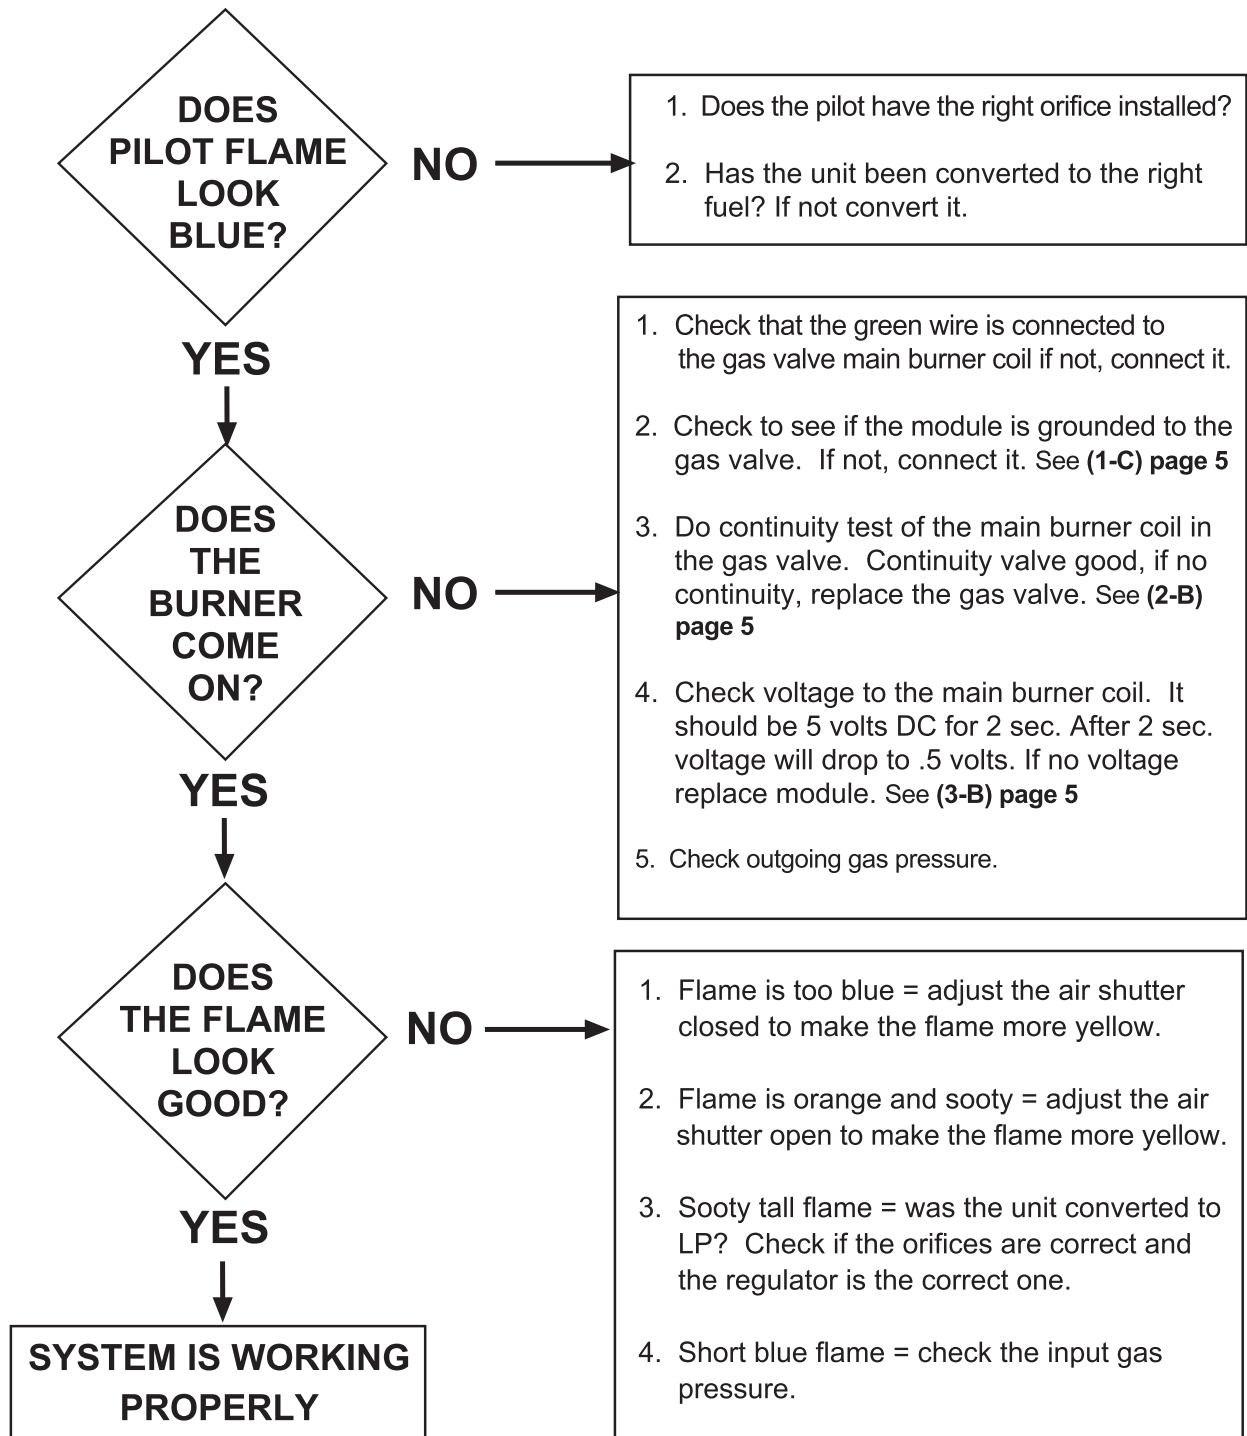 DOES
PILOT FLAME
LOOK
BLUE?
NO
1. Does the pilot have the right orifice installed?
2. Has the unit been converted to the right
fuel? If not convert it.
YES
DOES
THE
BURNER
COME
ON?
NO
1. Check that the green wire is connected to
the gas valve main burner coil if not, connect it.
2. Check to see if the module is grounded to the
gas valve. If not, connect it. See (1-C) page 5
3. Do continuity test of the main burner coil in
the gas valve. Continuity valve good, if no
continuity, replace the gas valve. See (2-B)
page 5
4. Check voltage to the main burner coil. It
should be 5 volts DC for 2 sec. After 2 sec.
voltage will drop to .5 volts. If no voltage
replace module. See (3-B) page 5
5. Check outgoing gas pressure.
YES
DOES
THE FLAME
LOOK
GOOD?
NO
1. Flame is too blue = adjust the air shutter
closed to make the flame more yellow.
2. Flame is orange and sooty = adjust the air
shutter open to make the flame more yellow.
3. Sooty tall flame = was the unit converted to
LP? Check if the orifices are correct and
the regulator is the correct one.
4. Short blue flame = check the input gas
pressure.
YES
SYSTEM IS WORKING
PROPERLY